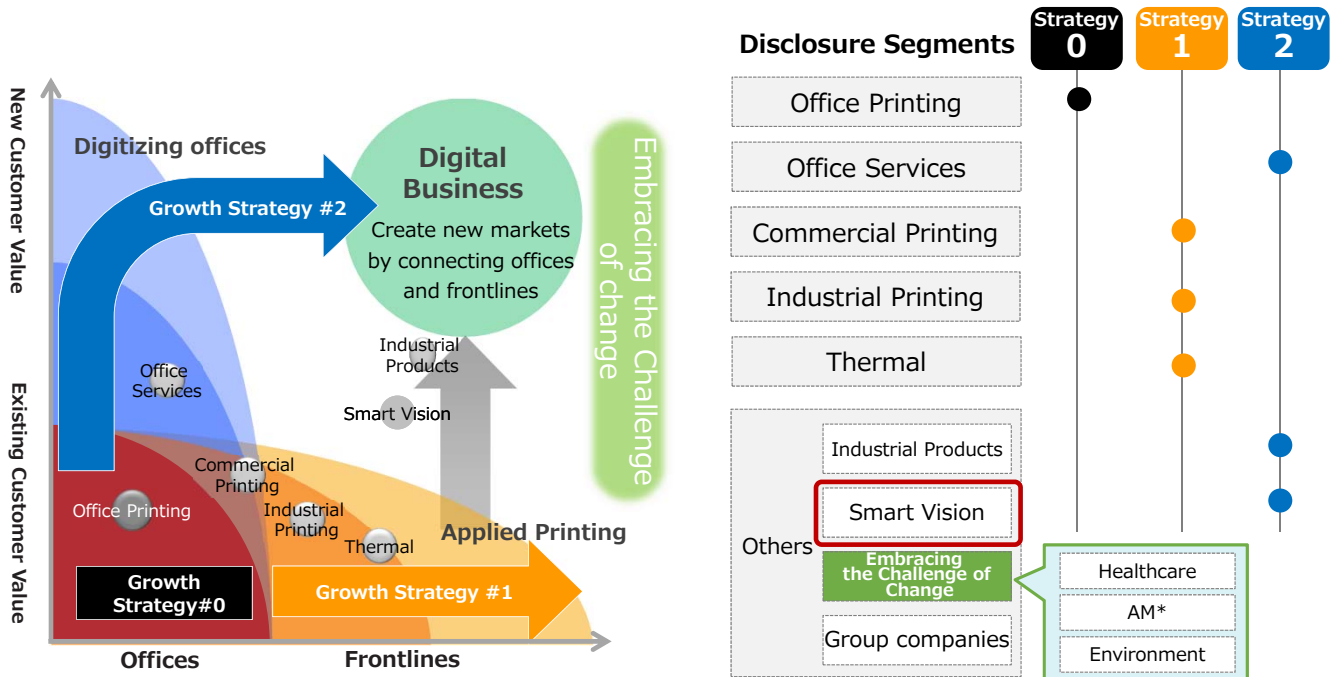 New Customer Value
Existing Customer Value
Digitizing offices
Growth Strategy #2
Digital
Business
Create new markets
by connecting offices
and frontlines
Embracing the Challenge
of change
Industrial
Products
Office
Services
Smart Vision
Commercial
Printing
Office Printing
Industrial
Printing
Thermal
Applied Printing
Growth
Strategy#0
Growth Strategy #1
Offices
Frontlines
Disclosure Segments
Strategy
0
Strategy
1
Strategy
2
Office Printing
Office Services
Commercial Printing
Industrial Printing
Thermal
Others
Industrial Products
Smart Vision
Embracing
the Challenge of
Change
Group companies
Healthcare
AM*
Environment